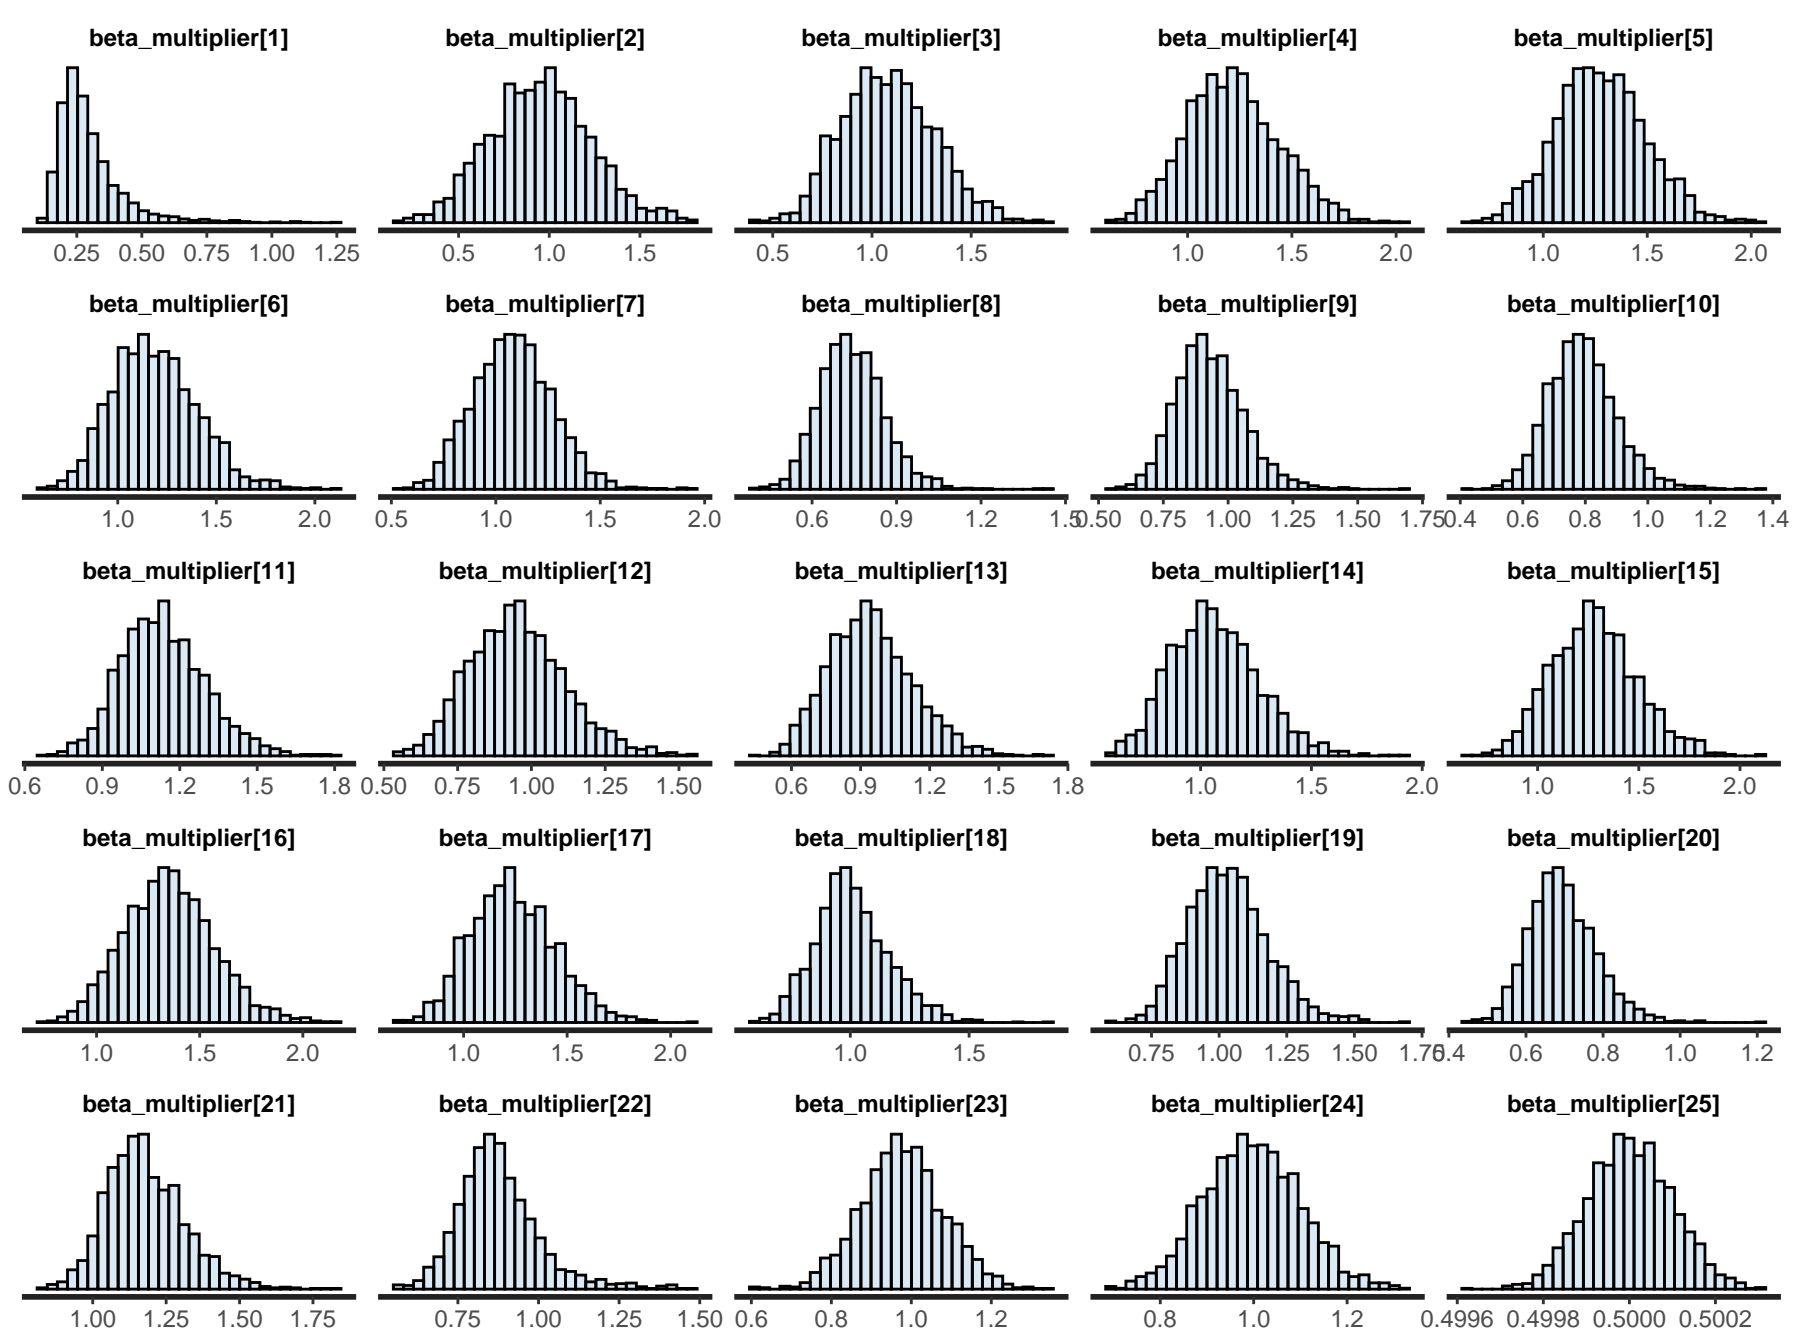 beta_multiplier[1] beta_multiplier[2] beta_multiplier[3] beta_multiplier[4] beta_multiplier[5]
0.25 0.50 0.75 1.00 1.25 0.5 1.0 1.5 0.5 1.0 1.5 1.0 1.5 2.0 1.0 1.5 2.0
beta_multiplier[6] beta_multiplier[7] beta_multiplier[8] beta_multiplier[9] beta_multiplier[10]
1.0 1.5 2.0 0.5 1.0 1.5 2.0 0.6 0.9 1.2 1.5 0.50 0.75 1.00 1.25 1.50 1.75 0.4 0.6 0.8 1.0 1.2 1.4
beta_multiplier[11] beta_multiplier[12] beta_multiplier[13] beta_multiplier[14] beta_multiplier[15]
0.6 0.9 1.2 1.5 1.8 0.50 0.75 1.00 1.25 1.50 0.6 0.9 1.2 1.5 1.8 1.0 1.5 2.0 1.0 1.5 2.0
beta_multiplier[16] beta_multiplier[17] beta_multiplier[18] beta_multiplier[19] beta_multiplier[20]
1.0 1.5 2.0 1.0 1.5 2.0 1.0 1.5 0.75 1.00 1.25 1.50 1.75 0.4 0.6 0.8 1.0 1.2
beta_multiplier[21] beta_multiplier[22] beta_multiplier[23] beta_multiplier[24] beta_multiplier[25]
1.00 1.25 1.50 1.75 0.75 1.00 1.25 1.50 0.6 0.8 1.0 1.2 0.8 1.0 1.2 0.4996 0.4998 0.5000 0.5002